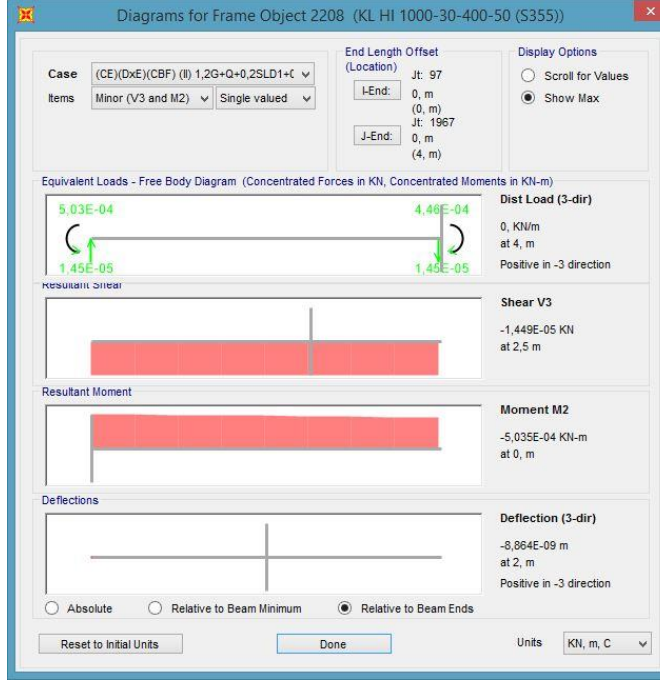 Diagrams for Frame Object 2208 (KL HI 1000-30-400-50 (S355))
Case (CE)(DxE)(CBF) (II) 1,2G+Q+0,2SLD1+(
Items Minor (V3 and M2) Single valued
End Length Offset
(Location)
Jt: 97
I-End: 0, m
(0, m)
Jt: 1967
J-End: 0, m
(4, m)
Display Options
Scroll for Values
Show Max
Equivalent Loads - Free Body Diagram (Concentrated Forces in KN, Concentrated Moments in KN-m)
5,03E-04 4,46E-04
1,45E-05 1,45E-05
Dist Load (3-dir)
0, KN/m
at 4, m
Positive in -3 direction
Resultant Shear
Shear V3
-1,449E-05 KN
at 2,5 m
Resultant Moment
Moment M2
-5,035E-04 KN-m
at 0, m
Deflections
Deflection (3-dir)
-8,864E-09 m
at 2, m
Positive in -3 direction
Absolute Relative to Beam Minimum Relative to Beam Ends
Reset to Initial Units Done Units KN, m, C